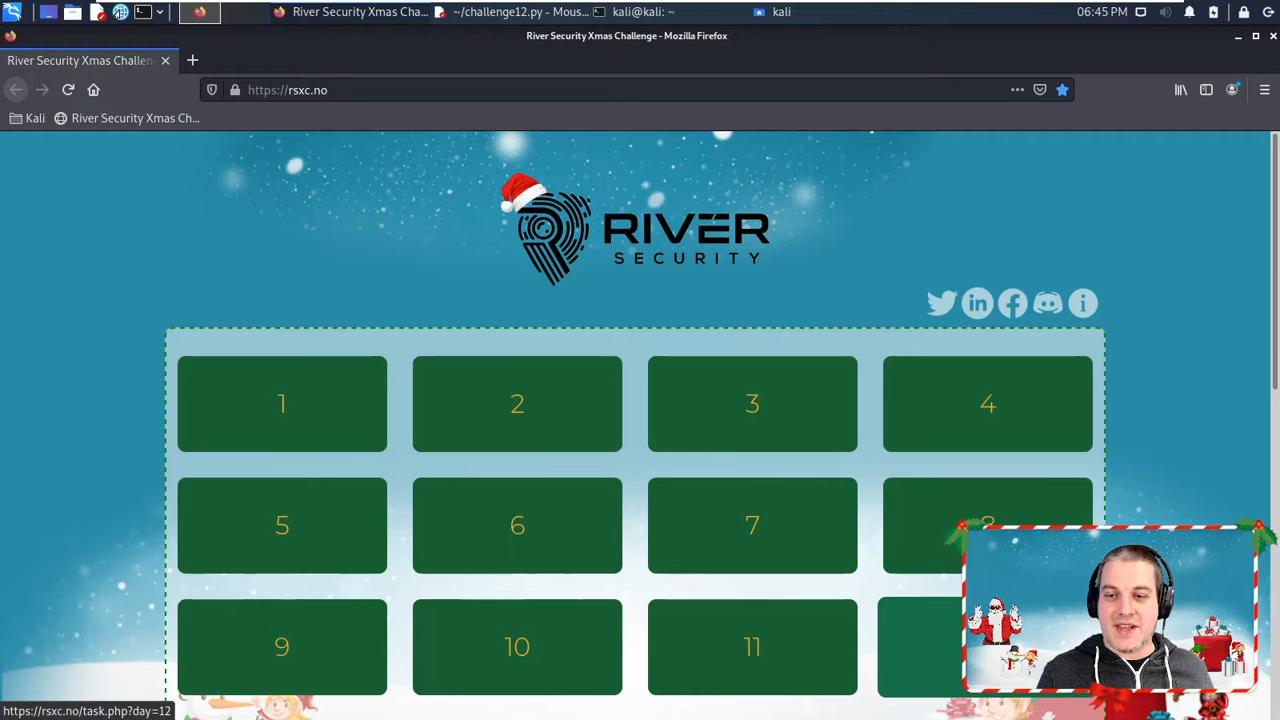 River Security Xmas Cha...
~/challenge12.py - Mous...
kali@kali: ~
kali
06:45 PM
River Security Xmas Challenge - Mozilla Firefox
River Security Xmas Challen
https://rsxc.no
Kali
River Security Xmas Ch...
RIVER
SECURITY
1
2
3
4
5
6
7
8
9
10
11
https://rsxc.no/task.php?day=12